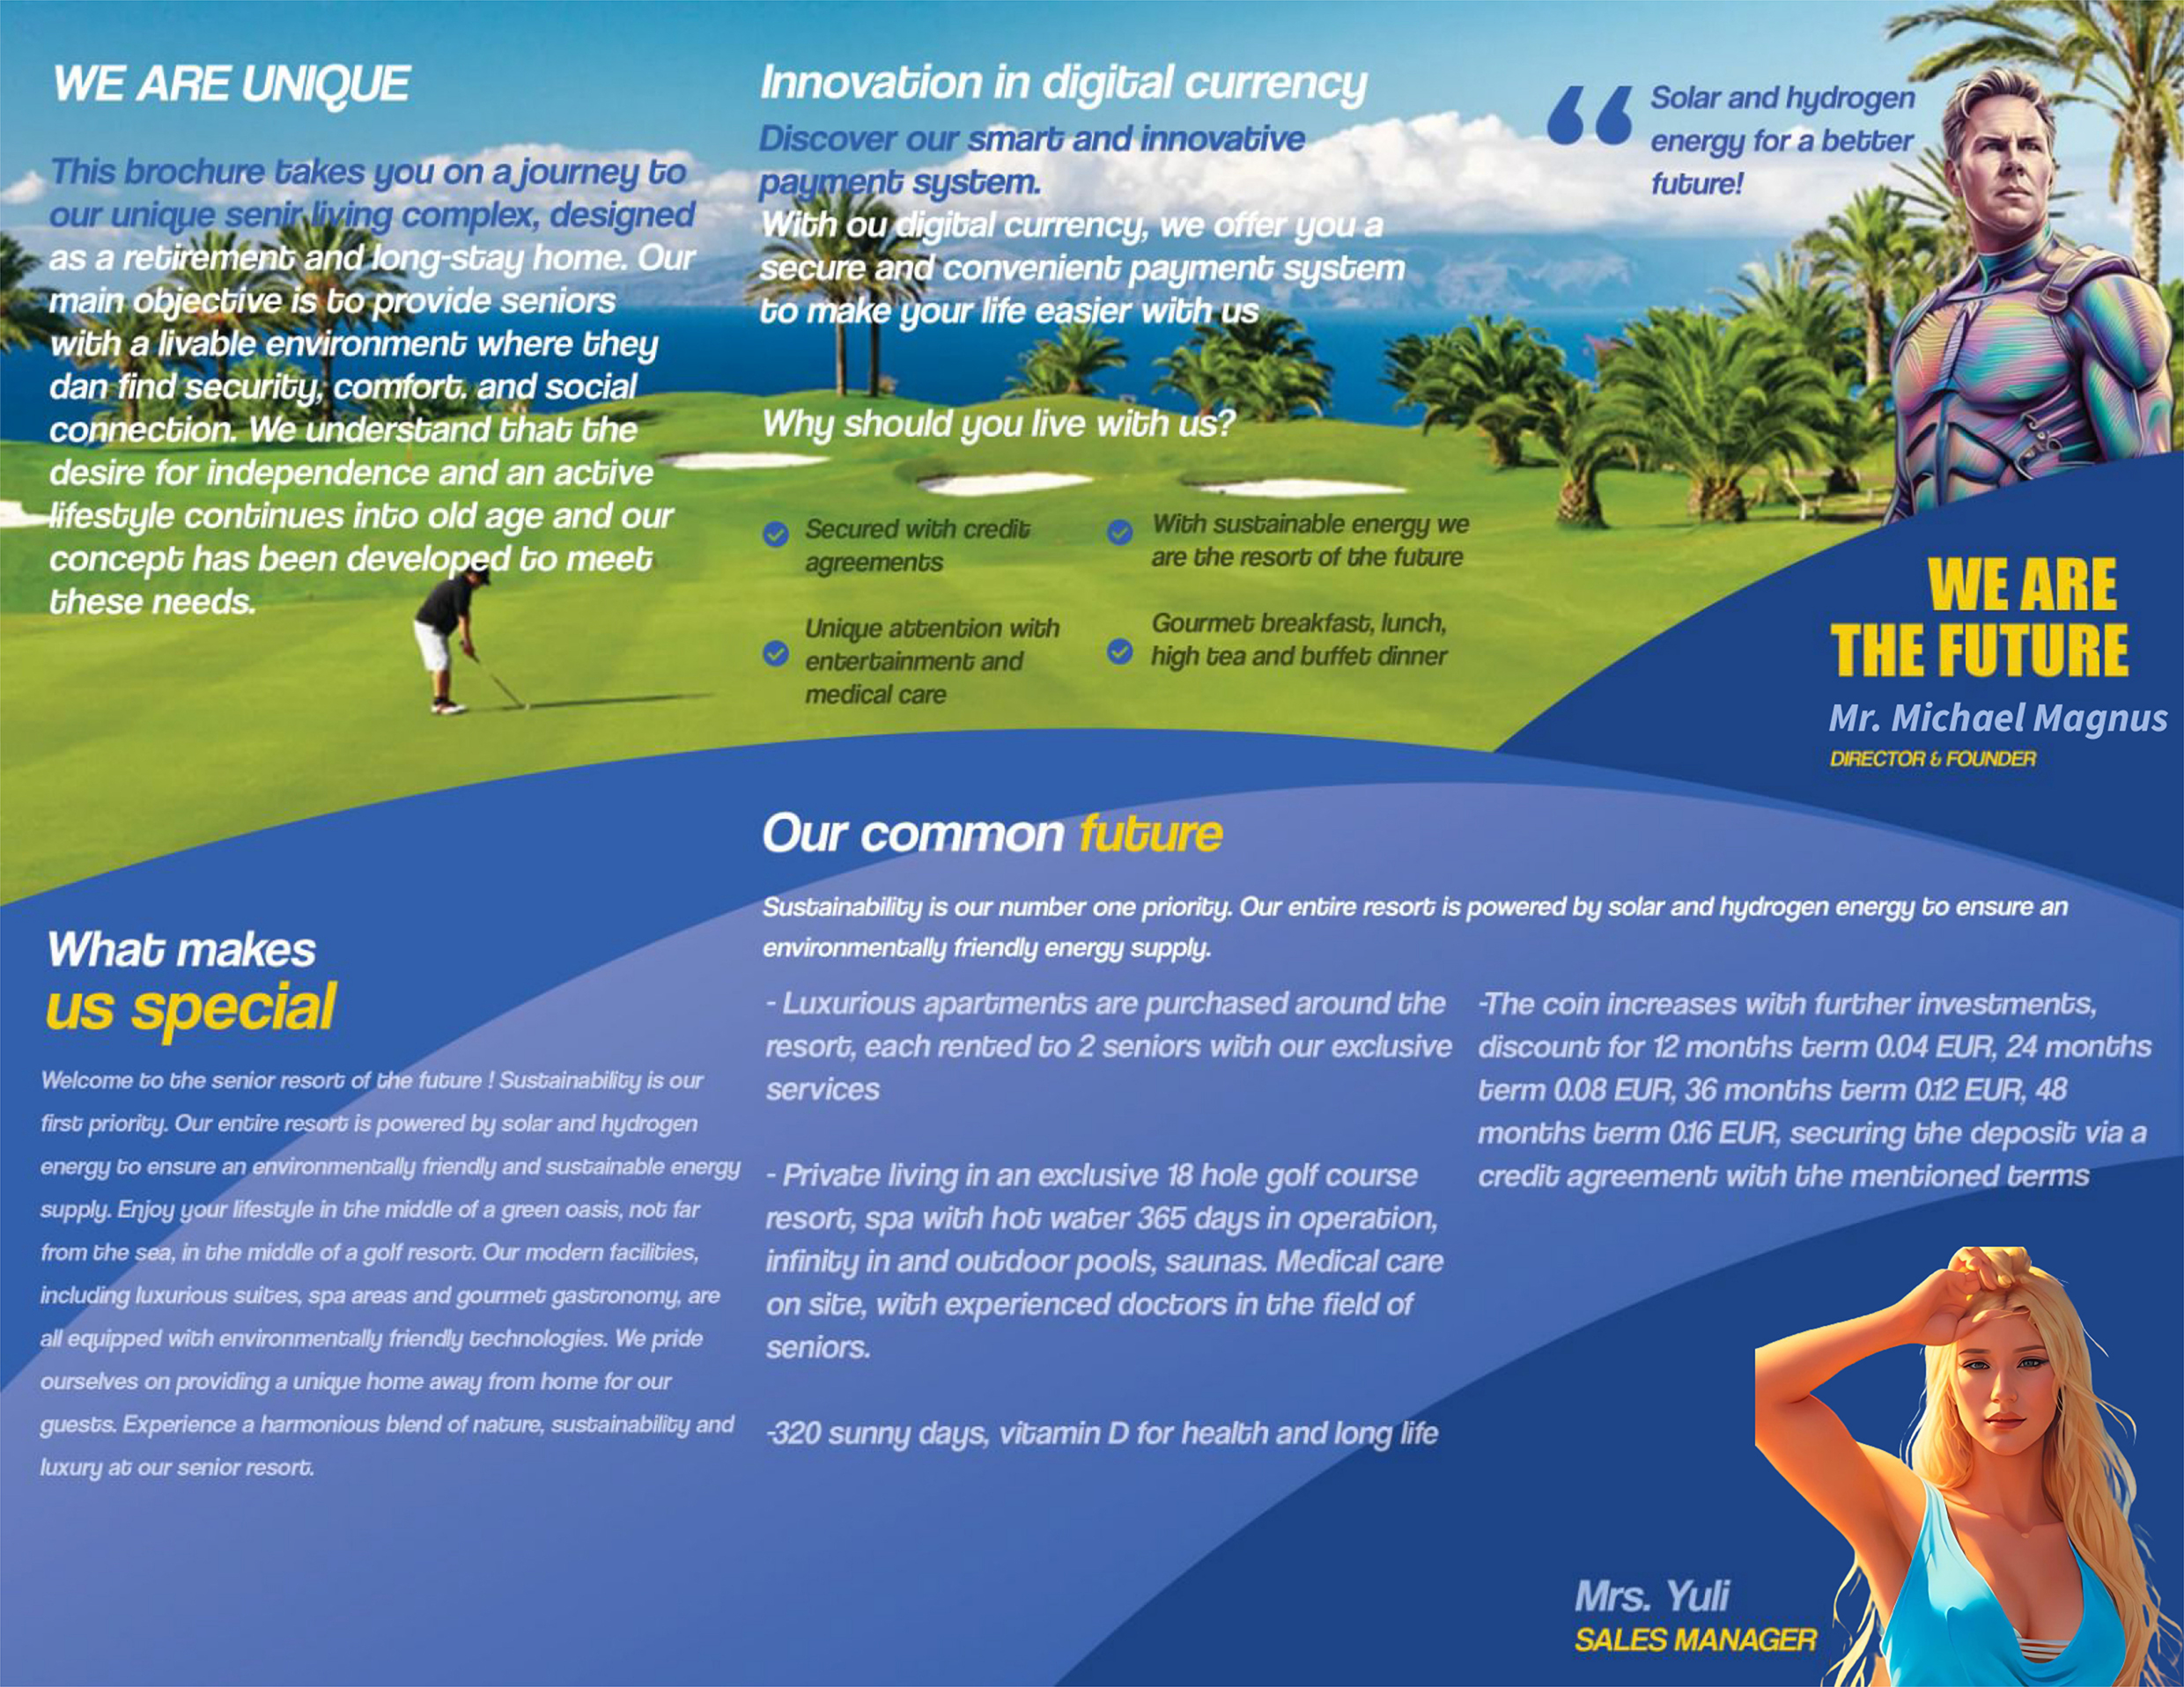 WE ARE UNIQUE
This brochure takes you on a journey to
our unique senir living complex, designed
as a retirement and long-stay home. Our
main objective is to provide seniors
with a livable environment where they
dan find security, comfort. and social
connection. We understand that the
desire for independence and an active
lifestyle continues into old age and our
concept has been developed to meet
these needs.
Innovation in digital currency
Discover our smart and innovative
payment system.
With ou digital currency, we offer you a
secure and convenient payment system
to make your life easier with us
Why should you live with us?
Secured with credit
agreements
With sustainable energy we
are the resort of the future
Unique attention with
entertainment and
medical care
Gourmet breakfast, lunch,
high tea and buffet dinner
“
Solar and hydrogen
energy for a better
future!
WE ARE
THE FUTURE
Mr. Michael Magnus
DIRECTOR & FOUNDER
What makes
us special
Welcome to the senior resort of the future ! Sustainability is our
first priority. Our entire resort is powered by solar and hydrogen
energy to ensure an environmentally friendly and sustainable energy
supply. Enjoy your lifestyle in the middle of a green oasis, not far
from the sea, in the middle of a golf resort. Our modern facilities,
including luxurious suites, spa areas and gourmet gastronomy, are
all equipped with environmentally friendly technologies. We pride
ourselves on providing a unique home away from home for our
guests. Experience a harmonious blend of nature, sustainability and
luxury at our senior resort.
Our common future
Sustainability is our number one priority. Our entire resort is powered by solar and hydrogen energy to ensure an
environmentally friendly energy supply.
- Luxurious apartments are purchased around the
resort, each rented to 2 seniors with our exclusive
services
- Private living in an exclusive 18 hole golf course
resort, spa with hot water 365 days in operation,
infinity in and outdoor pools, saunas. Medical care
on site, with experienced doctors in the field of
seniors.
-320 sunny days, vitamin D for health and long life
-The coin increases with further investments,
discount for 12 months term 0.04 EUR, 24 months
term 0.08 EUR, 36 months term 0.12 EUR, 48
months term 0.16 EUR, securing the deposit via a
credit agreement with the mentioned terms
Mrs. Yuli
SALES MANAGER